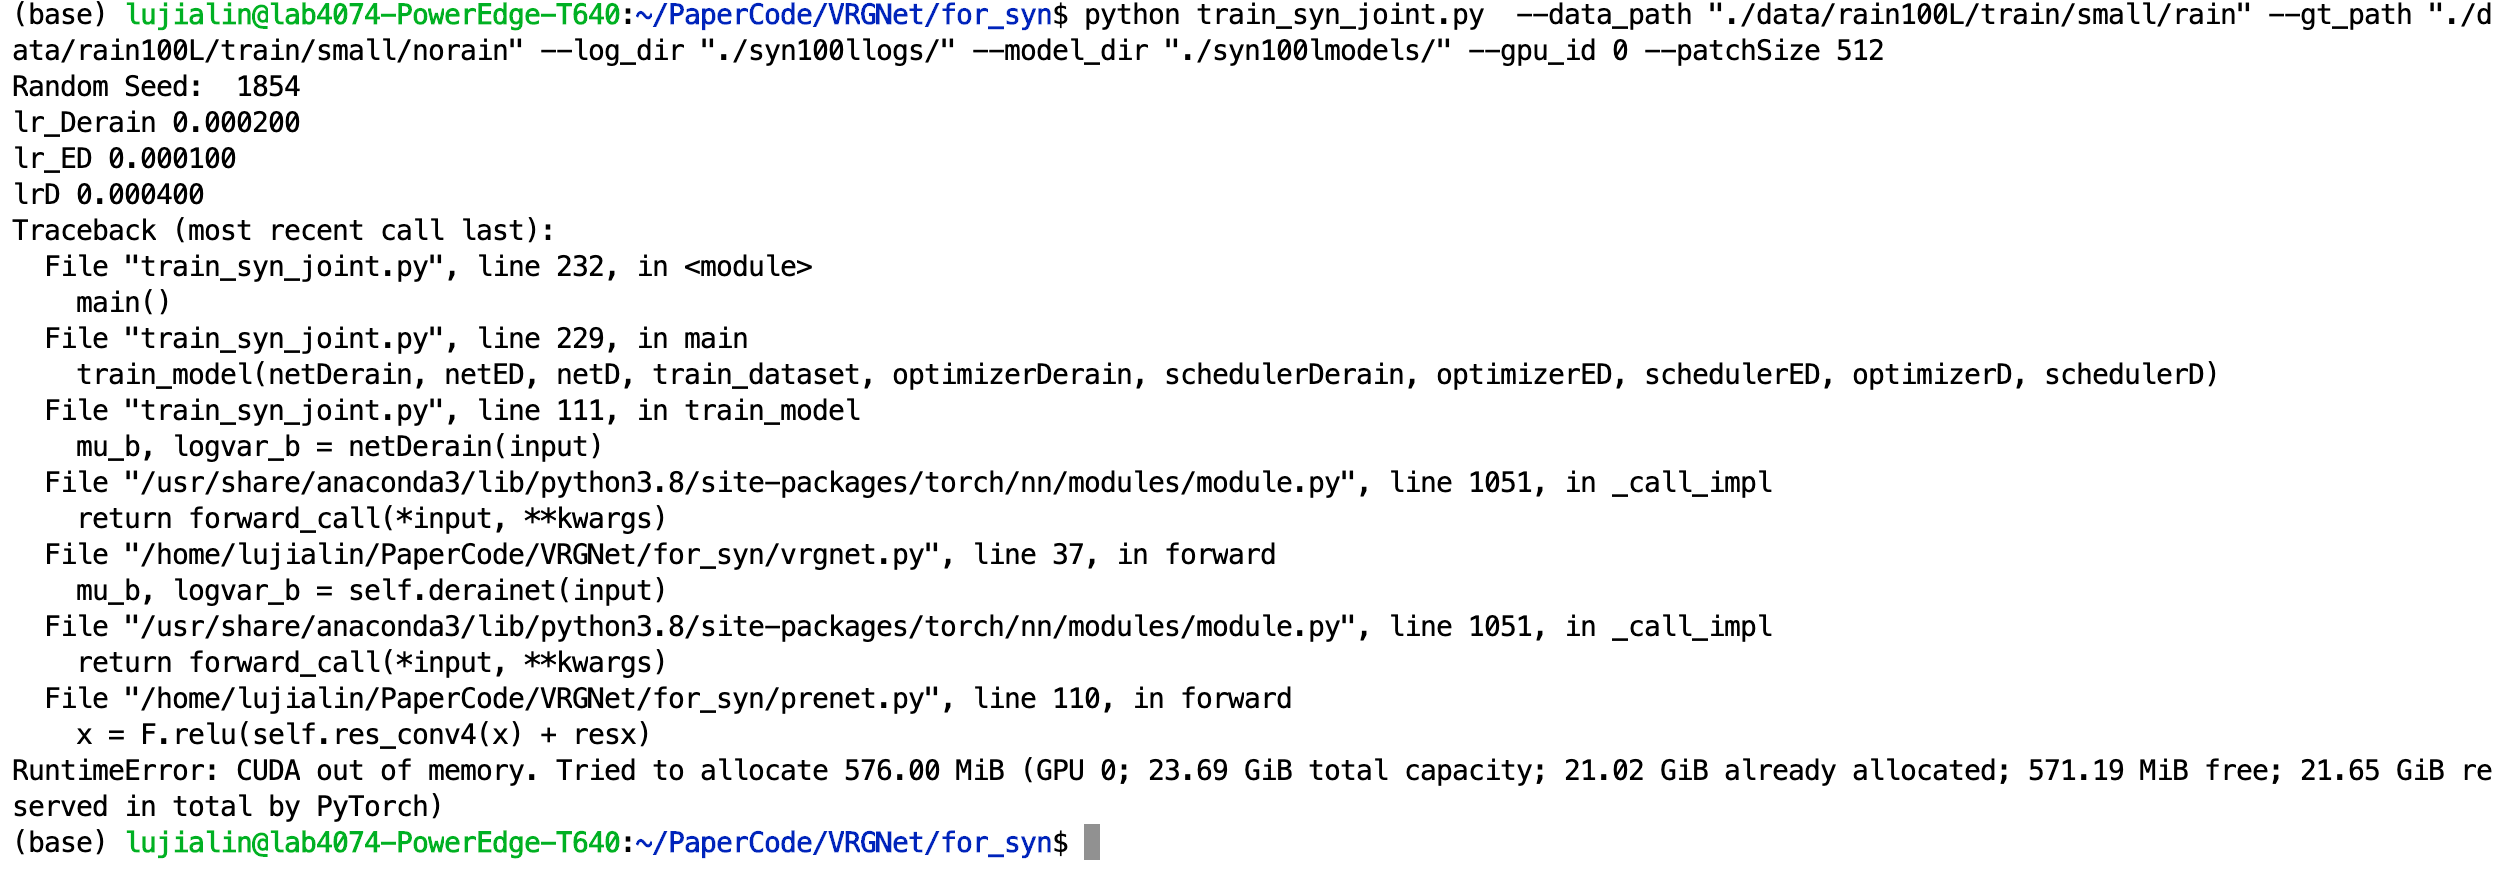 (base) lujialin@lab4074-PowerEdge-T640:~/PaperCode/VRGNet/for_syn$ python train_syn_joint.py  --data_path "./data/rain100L/train/small/rain" --gt_path "./d
ata/rain100L/train/small/norain" --log_dir "./syn100llogs/" --model_dir "./syn100lmodels/" --gpu_id 0 --patchSize 512
Random Seed:  1854
lr_Derain 0.000200
lr_ED 0.000100
lrD 0.000400
Traceback (most recent call last):
  File "train_syn_joint.py", line 232, in <module>
    main()
  File "train_syn_joint.py", line 229, in main
    train_model(netDerain, netED, netD, train_dataset, optimizerDerain, schedulerDerain, optimizerED, schedulerED, optimizerD, schedulerD)
  File "train_syn_joint.py", line 111, in train_model
    mu_b, logvar_b = netDerain(input)
  File "/usr/share/anaconda3/lib/python3.8/site-packages/torch/nn/modules/module.py", line 1051, in _call_impl
    return forward_call(*input, **kwargs)
  File "/home/lujialin/PaperCode/VRGNet/for_syn/vrgnet.py", line 37, in forward
    mu_b, logvar_b = self.derainet(input)
  File "/usr/share/anaconda3/lib/python3.8/site-packages/torch/nn/modules/module.py", line 1051, in _call_impl
    return forward_call(*input, **kwargs)
  File "/home/lujialin/PaperCode/VRGNet/for_syn/prenet.py", line 110, in forward
    x = F.relu(self.res_conv4(x) + resx)
RuntimeError: CUDA out of memory. Tried to allocate 576.00 MiB (GPU 0; 23.69 GiB total capacity; 21.02 GiB already allocated; 571.19 MiB free; 21.65 GiB re
served in total by PyTorch)
(base) lujialin@lab4074-PowerEdge-T640:~/PaperCode/VRGNet/for_syn$